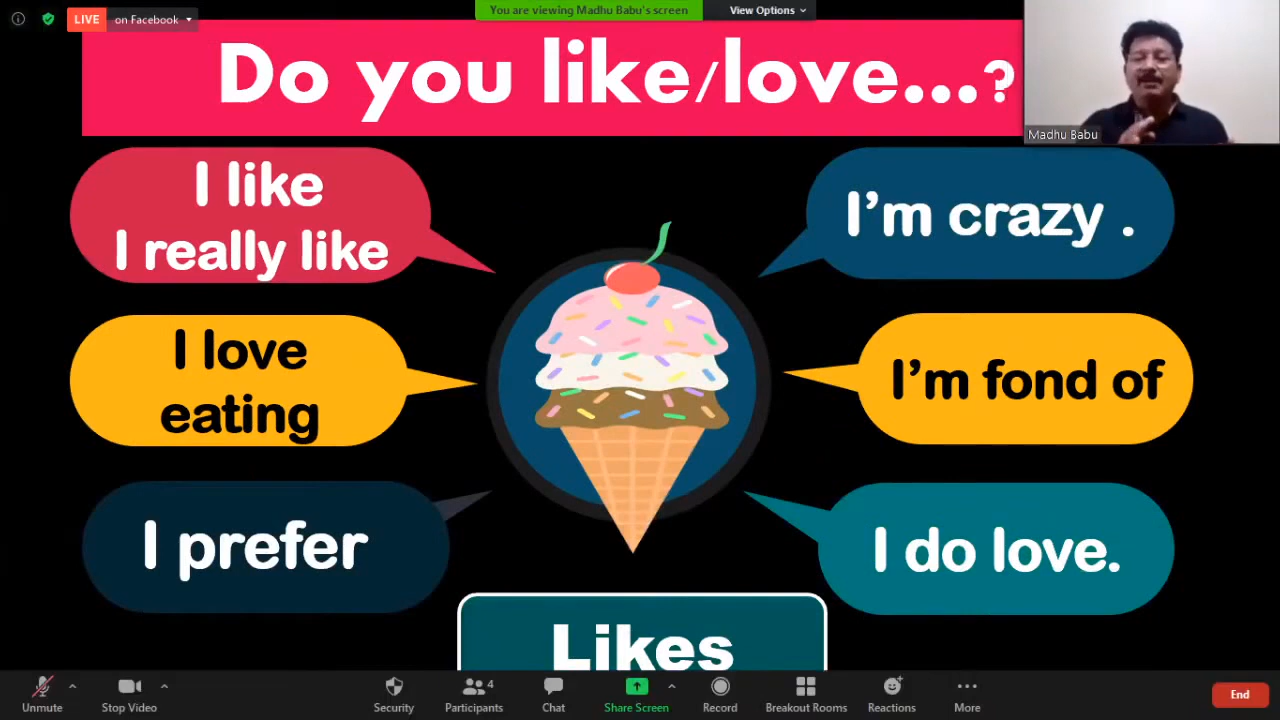 LIVE on Facebook
You are viewing Madhu Babu's screen
View Options
Do you like/love...?
Madhu Babu
I like
I really like
I love
eating
I prefer
I'm crazy .
I'm fond of
I do love.
Likes
Unmute
Stop Video
Security
4
Participants
Chat
Share Screen
Record
Breakout Rooms
Reactions
More
End